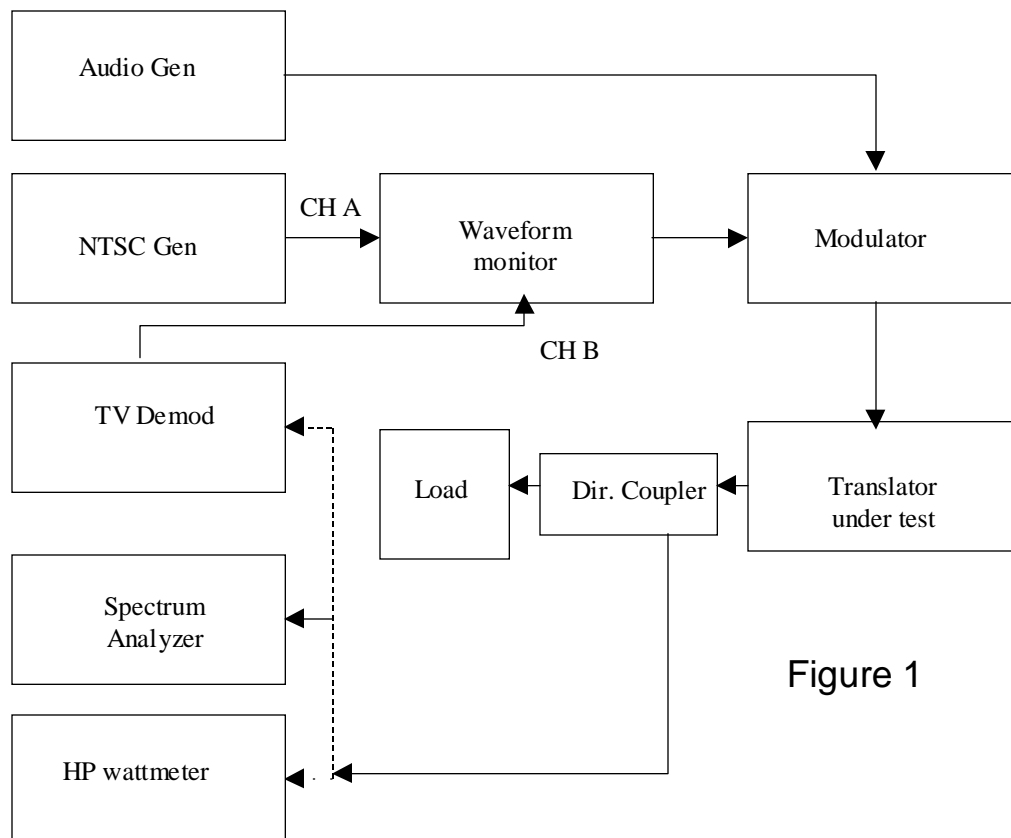 Audio Gen
NTSC Gen
CH A
Waveform
monitor
Modulator
CH B
TV Demod
Load
Dir. Coupler
Translator
under test
Spectrum
Analyzer
Figure 1
HP wattmeter